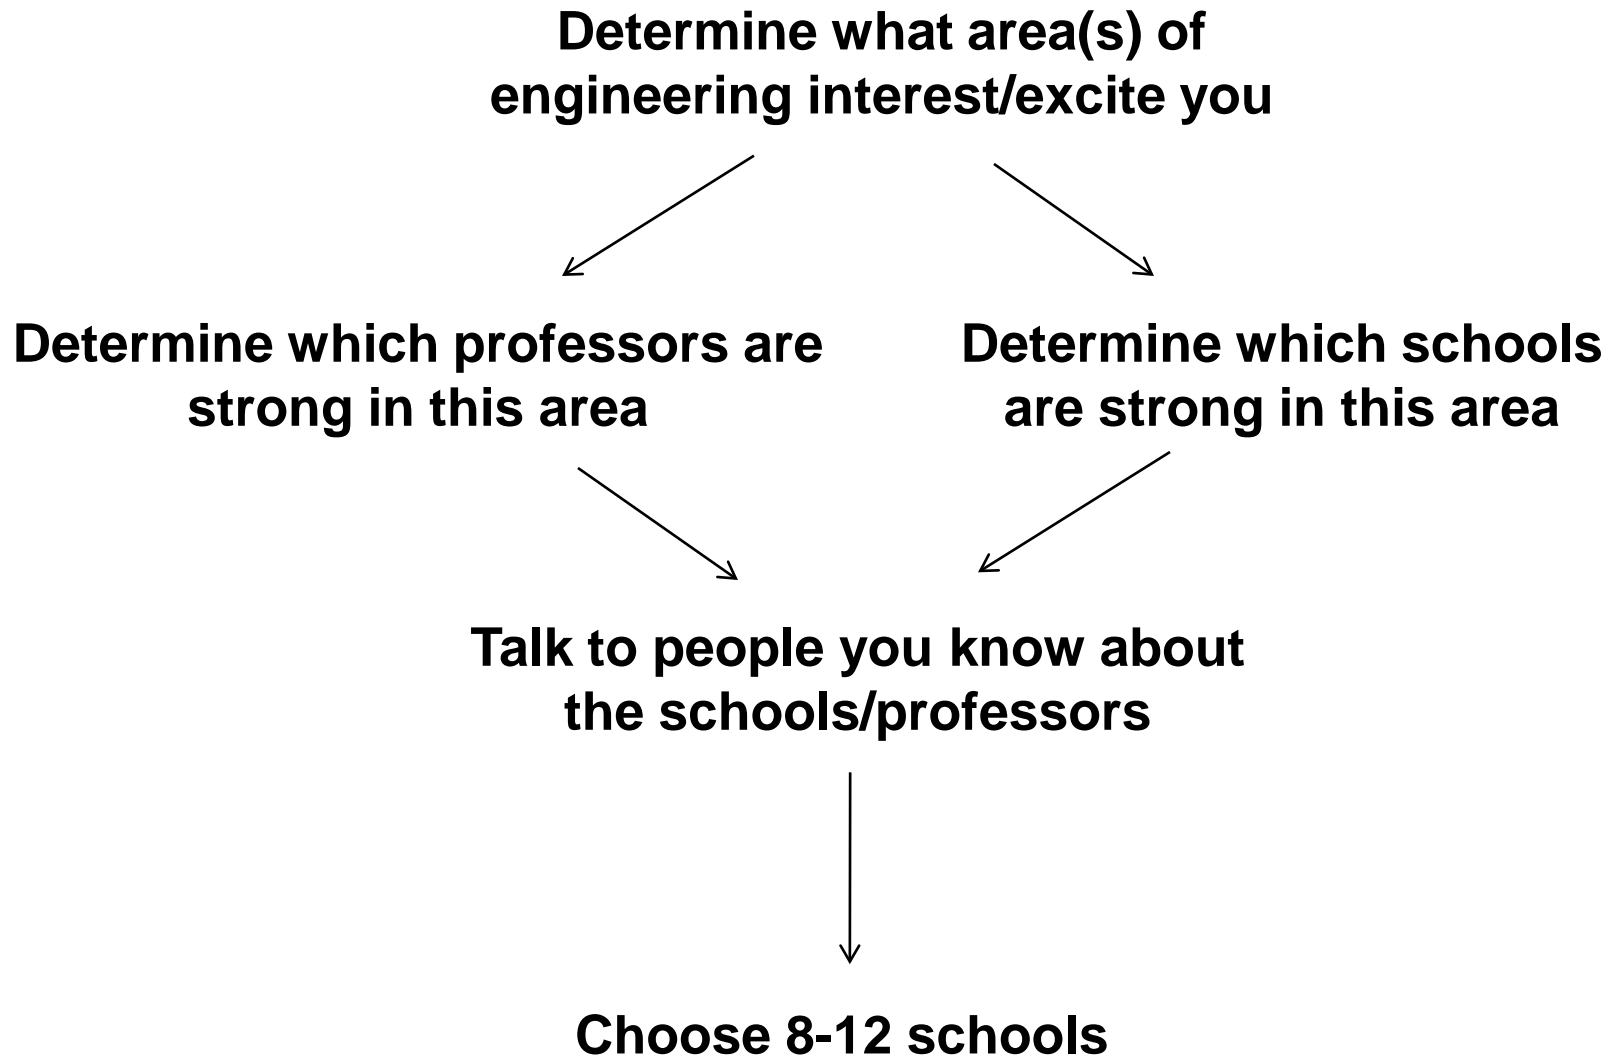 Determine what area(s) of
engineering interest/excite you
Determine which professors are
strong in this area
Determine which schools
are strong in this area
Talk to people you know about
the schools/professors
Choose 8-12 schools